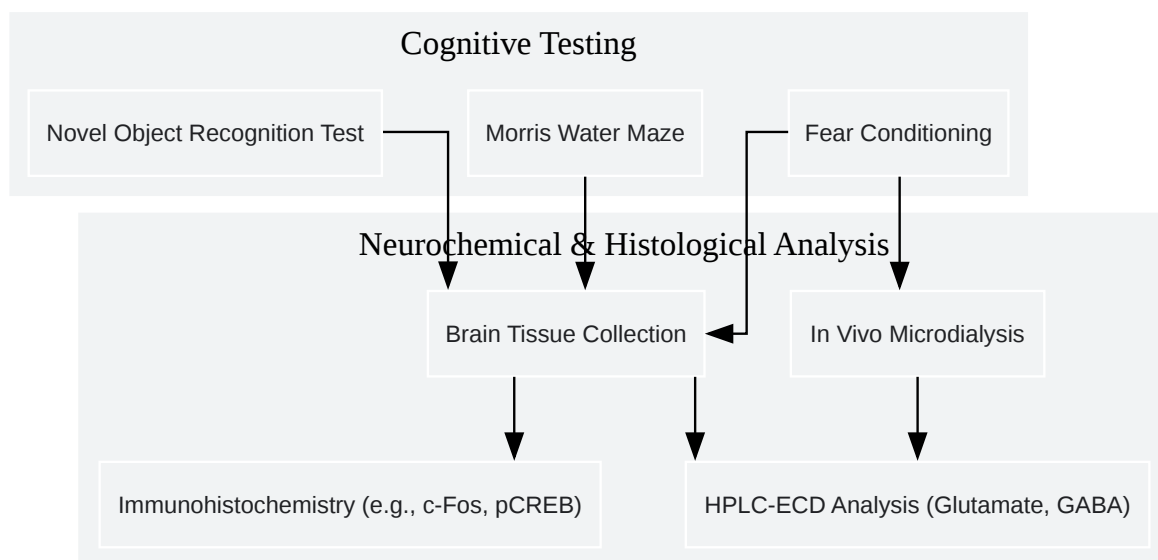 Cognitive Testing
Novel Object Recognition Test
Morris Water Maze
Fear Conditioning
Neurochemical & Histological Analysis
Brain Tissue Collection
In Vivo Microdialysis
Immunohistochemistry (e.g., c-Fos, pCREB)
HPLC-ECD Analysis (Glutamate, GABA)